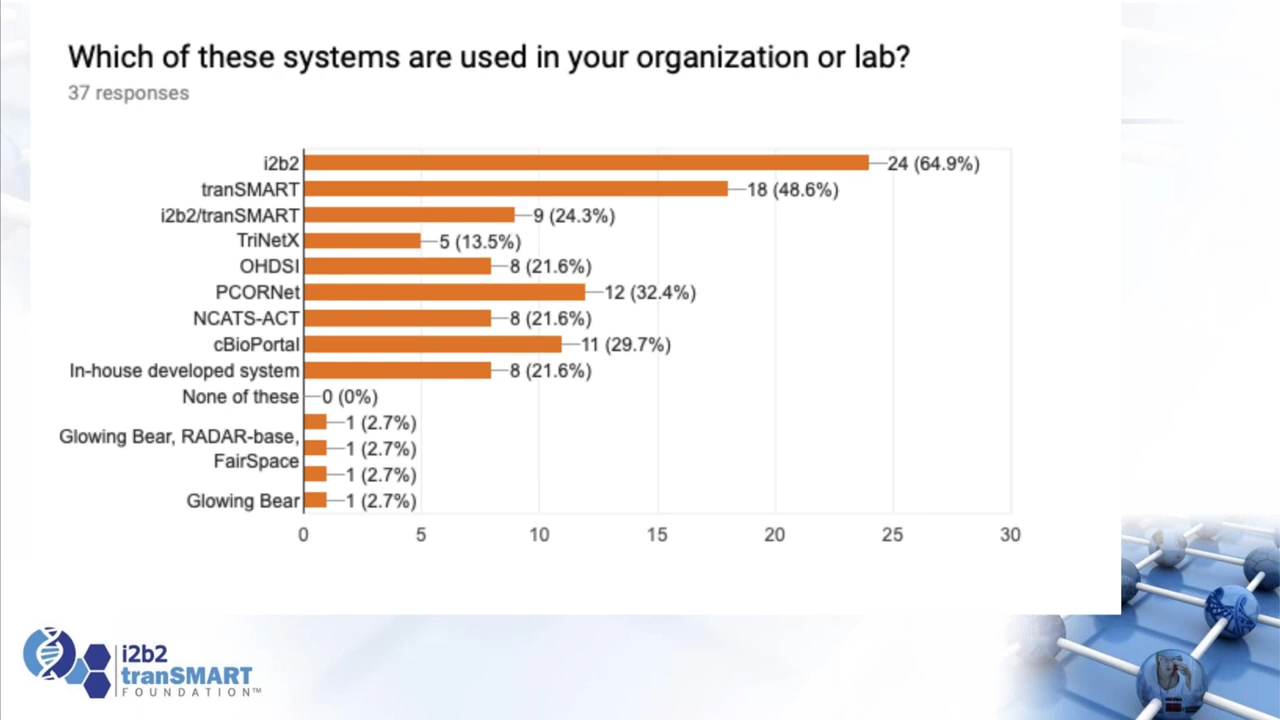 Which of these systems are used in your organization or lab?
37 responses
i2b2 24 (64.9%)
tranSMART 18 (48.6%)
i2b2/tranSMART 9 (24.3%)
TriNetX 5 (13.5%)
OHDSI 8 (21.6%)
PCORNet 12 (32.4%)
NCATS-ACT 8 (21.6%)
cBioPortal 11 (29.7%)
In-house developed system 8 (21.6%)
None of these 0 (0%)
1 (2.7%)
Glowing Bear, RADAR-base,
1 (2.7%)
FairSpace
1 (2.7%)
Glowing Bear 1 (2.7%)
0 5 10 15 20 25 30
i2b2
tranSMART
FOUNDATION™